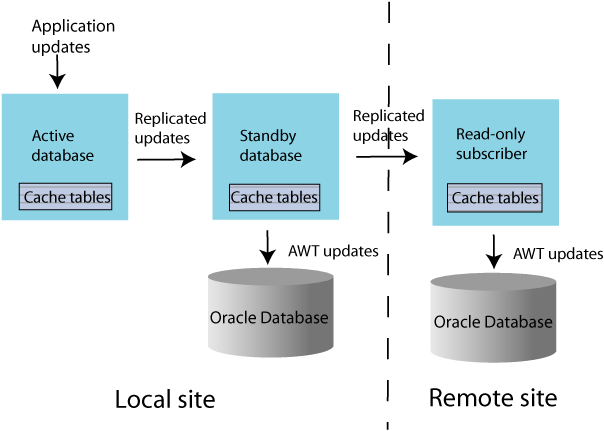 Application
updates
Active
database
Cache tables
Replicated
updates
Standby
database
Cache tables
Replicated
updates
Read-only
subscriber
Cache tables
AWT updates
Oracle Database
AWT updates
Oracle Database
Local site
Remote site